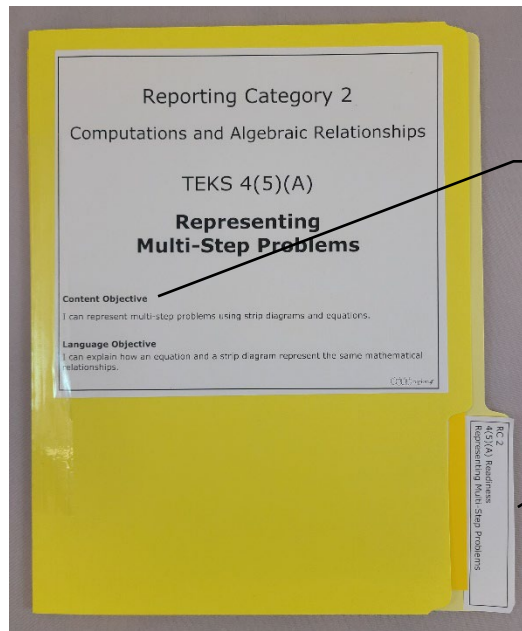 Reporting Category 2
Computations and Algebraic Relationships
TEKS 4(5)(A)
Representing
Multi-Step Problems
Content Objective
I can represent multi-step problems using strip diagrams and equations.
Language Objective
I can explain how an equation and a strip diagram represent the same mathematical
relationships.
RC 2
4(5)(A) Readiness
Representing Multi-Step Problems